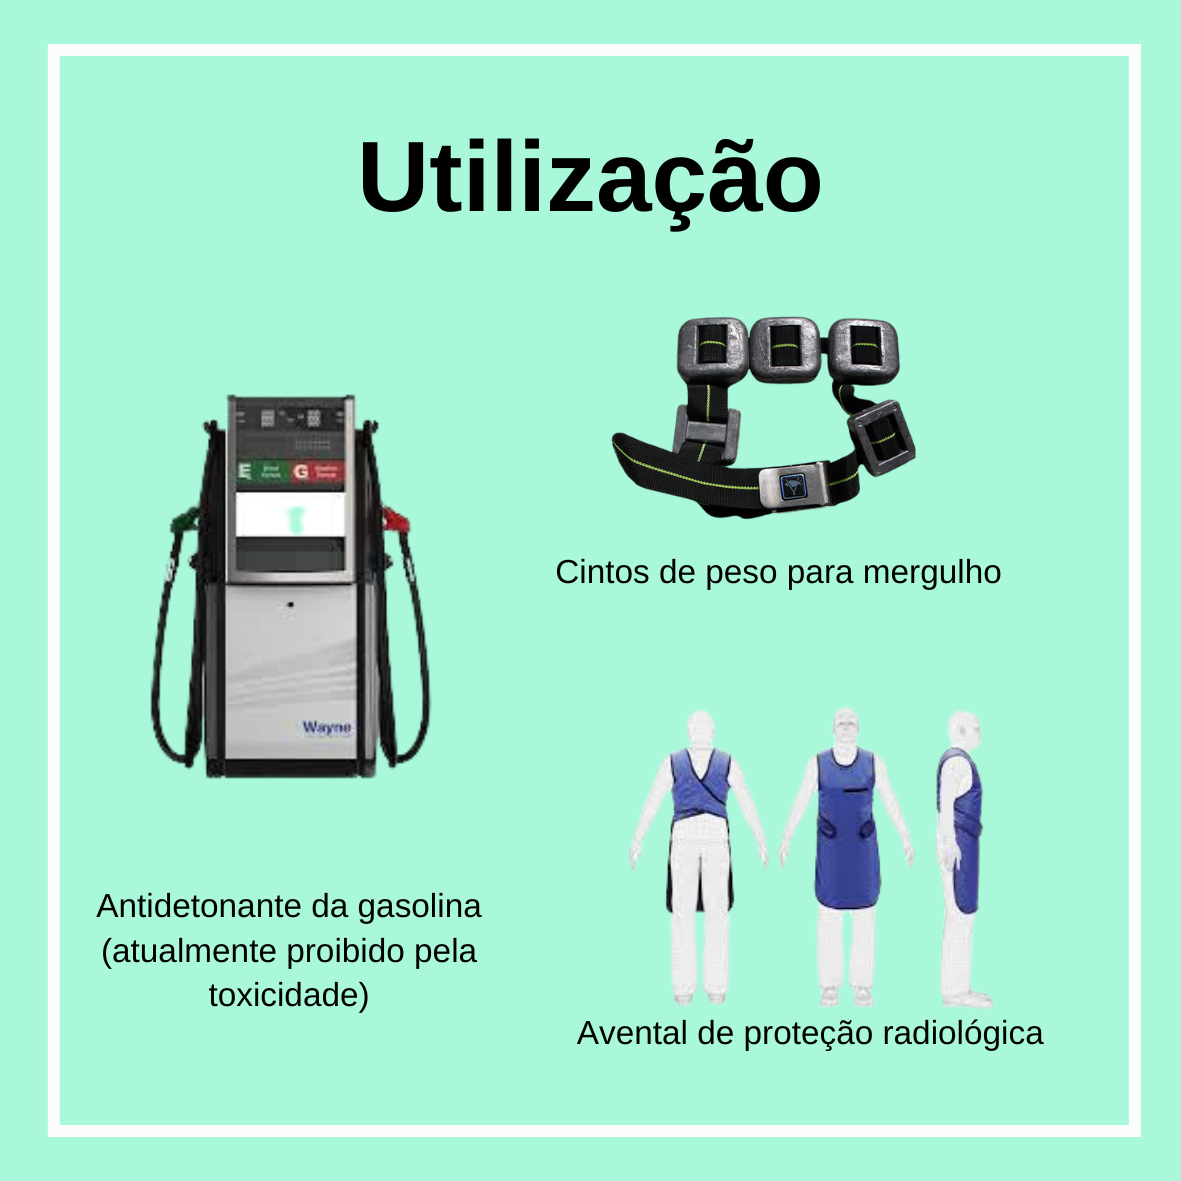 Utilização
E
G
Wayne
Cintos de peso para mergulho
Antidetonante da gasolina
(atualmente proibido pela
toxicidade)
Avental de proteção radiológica